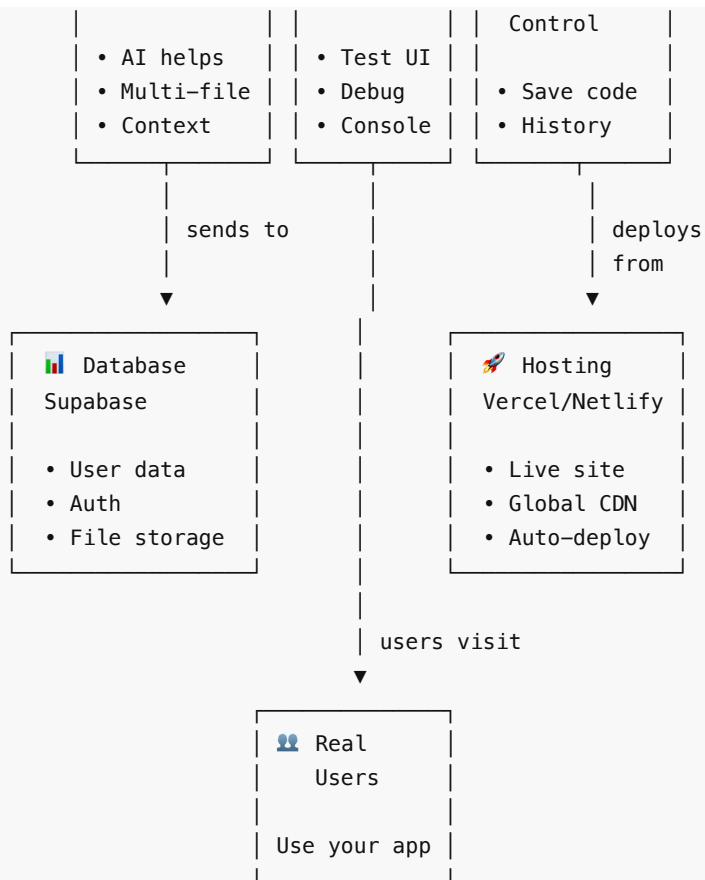 Control
• AI helps
• Test UI
• Multi-file
• Debug
• Save code
• Context
• Console
• History
sends to
deploys
from
Database
Supabase
• User data
• Auth
• File storage
Hosting
Vercel/Netlify
• Live site
• Global CDN
• Auto-deploy
users visit
Real
Users
Use your app